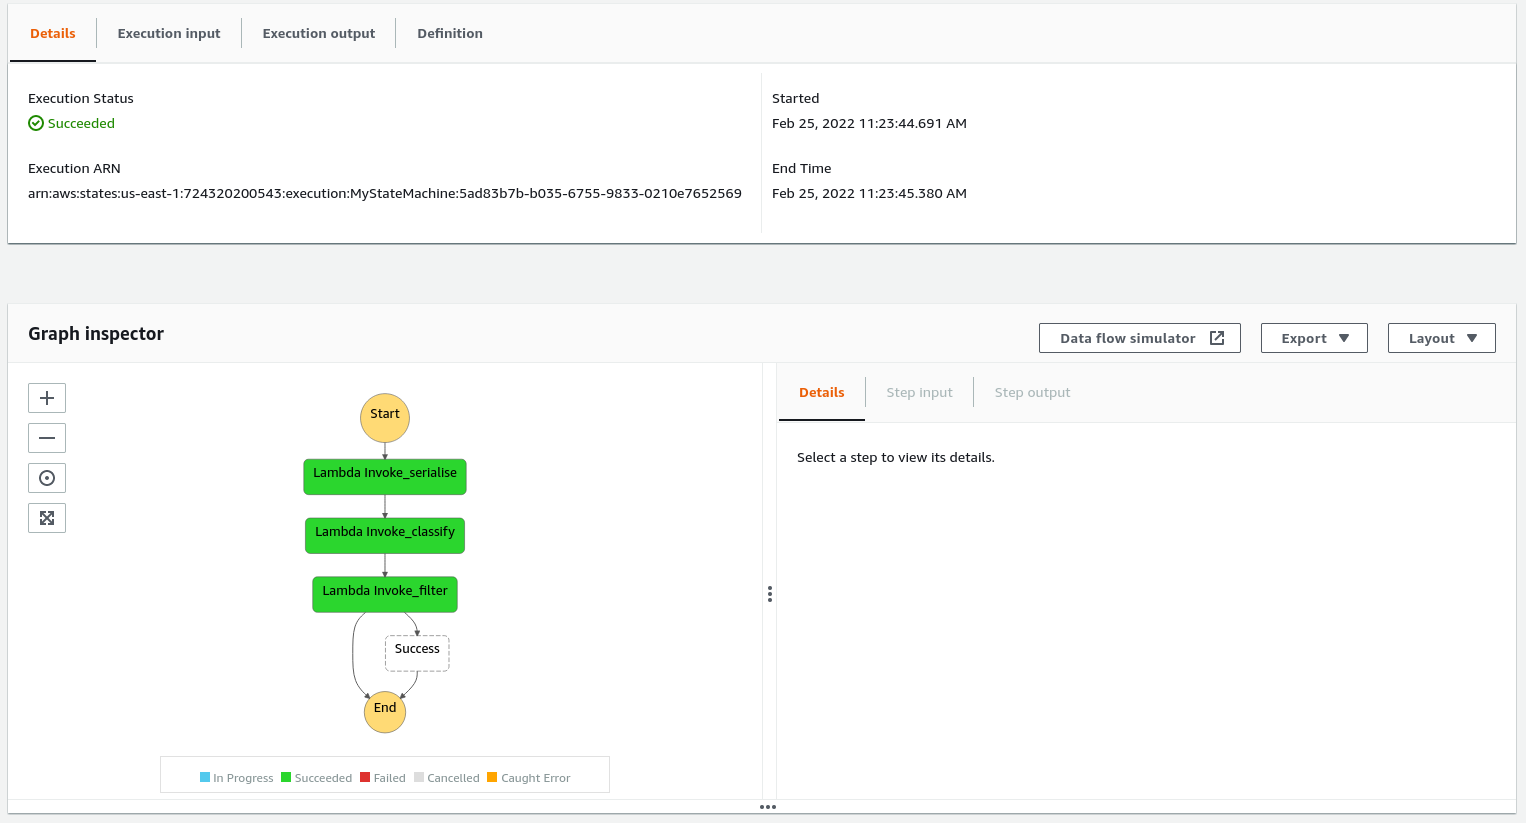 Details
Execution input
Execution output
Definition
Execution Status
Succeeded
Started
Feb 25, 2022 11:23:44.691 AM
Execution ARN
arn:aws:states:us-east-1:724320200543:execution:MyStateMachine:5ad83b7b-b035-6755-9833-0210e7652569
End Time
Feb 25, 2022 11:23:45.380 AM
Graph inspector
Data flow simulator
Export
Layout
Start
Lambda Invoke_serialise
Lambda Invoke_classify
Lambda Invoke_filter
Success
End
In Progress
Succeeded
Failed
Cancelled
Caught Error
Details
Step input
Step output
Select a step to view its details.